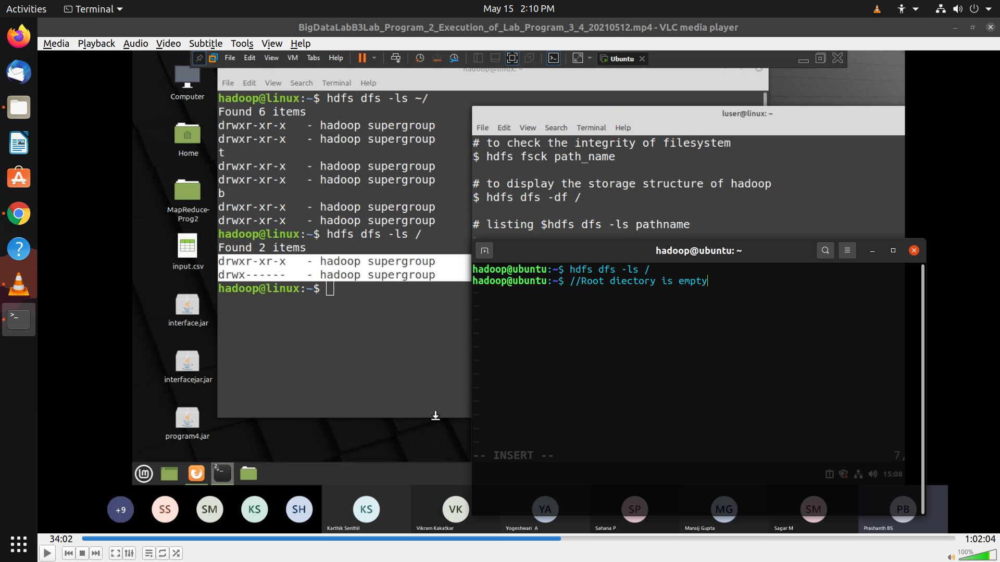 Activities
Terminal
May 15 2:10 PM
BigDataLabB3Lab_Program_2_Execution_of_Lab_Program_3_4_20210512.mp4 - VLC media player
Media Playback Audio Video Subtitle Tools View Help
File Edit View VM Tabs Help
Ubuntu
hadoop@linux: ~
File Edit View Search Terminal Help
Computer
Home
MapReduce-
Prog2
input.csv
interface.jar
interfacejar.jar
program4.jar
hadoop@linux:~$ hdfs dfs -ls ~/
Found 6 items
drwxr-xr-x - hadoop supergroup
drwxr-xr-x - hadoop supergroup
t
drwxr-xr-x - hadoop supergroup
drwxr-xr-x - hadoop supergroup
b
drwxr-xr-x - hadoop supergroup
drwxr-xr-x - hadoop supergroup
hadoop@linux:~$ hdfs dfs -ls /
Found 2 items
drwxr-xr-x - hadoop supergroup
drwx------ - hadoop supergroup
hadoop@linux:~$
luser@linux: ~
File Edit View Search Terminal Help
# to check the integrity of filesystem
$ hdfs fsck path_name
# to display the storage structure of hadoop
$ hdfs dfs -df /
# listing $hdfs dfs -ls pathname
hadoop@ubuntu: ~
hadoop@ubuntu:~$ hdfs dfs -ls /
hadoop@ubuntu:~$ //Root diectory is empty
~
~
~
~
~
~
~
~
~
~
~
~
-- INSERT --
7,
15:08
+9
SS
SM
KS
SH
KS
VK
YA
SP
MG
SM
PB
Karthik Senthil
Vikram Kakatkar
Yogeshwari A
Sahana P
Mansij Gupta
Sagar M
Prashanth BS
34:02
1:02:04
100%